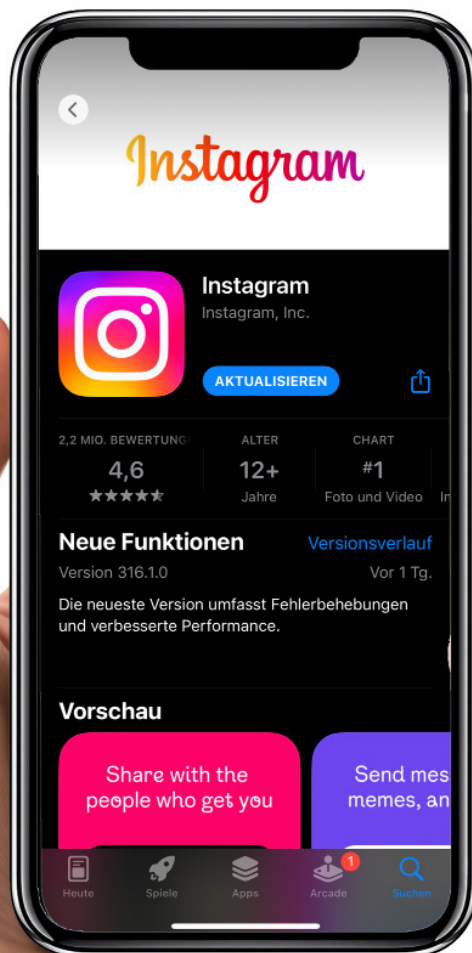 Instagram
Instagram
Instagram, Inc.
AKTUALISIEREN
2,2 MIO. BEWERTUNG
ALTER
CHART
4,6
12+
#1
Jahre
Foto und Video
Neue Funktionen
Versionsverlauf
Version 316.1.0
Vor 1 Tg.
Die neueste Version umfasst Fehlerbehebungen
und verbesserte Performance.
Vorschau
Share with the
people who get you
Send mes
memes, an
1
Heute
Spiele
Apps
Arcade
Suchen